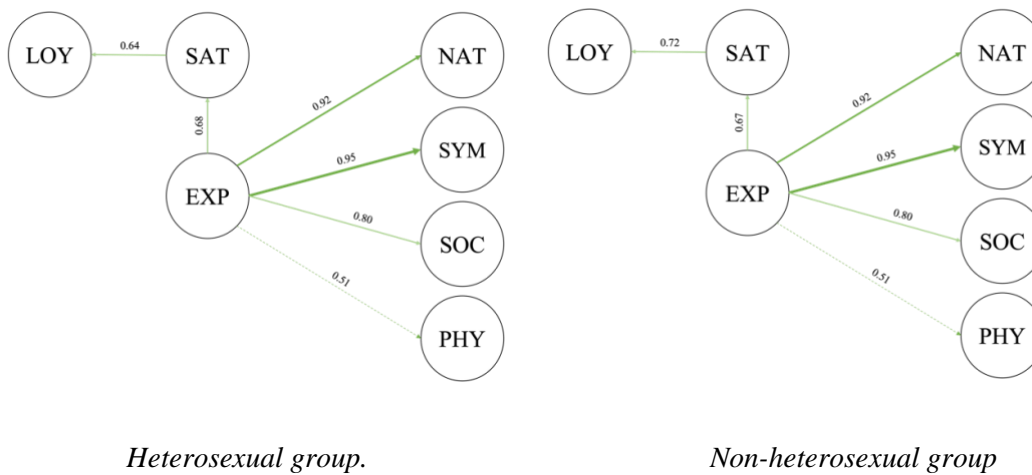 LOY
0.64
SAT
NAT
0.92
0.68
SYM
0.95
EXP
0.80
SOC
0.51
PHY
Heterosexual group.
LOY
0.72
SAT
NAT
0.92
0.67
SYM
0.95
EXP
0.80
SOC
0.51
PHY
Non-heterosexual group